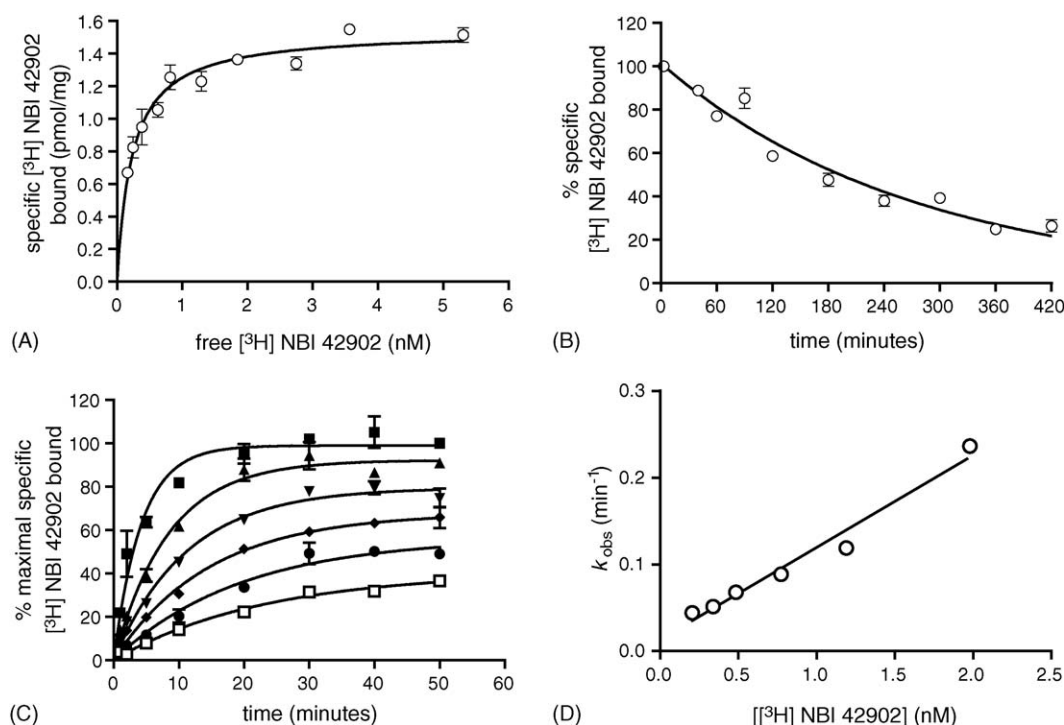 specific [³H] NBI 42902
bound (pmol/mg)
1.6
1.4
1.2
1.0
0.8
0.6
0.4
0.2
0.0
0 1 2 3 4 5 6
free [³H] NBI 42902 (nM)
(A)
% specific
[³H] NBI 42902 bound
120
100
80
60
40
20
0
0 60 120 180 240 300 360 420
time (minutes)
(B)
% maximal specific
[³H] NBI 42902 bound
120
100
80
60
40
20
0
0 10 20 30 40 50 60
time (minutes)
(C)
k_obs (min⁻¹)
0.3
0.2
0.1
0.0
0.0 0.5 1.0 1.5 2.0 2.5
[[³H] NBI 42902] (nM)
(D)